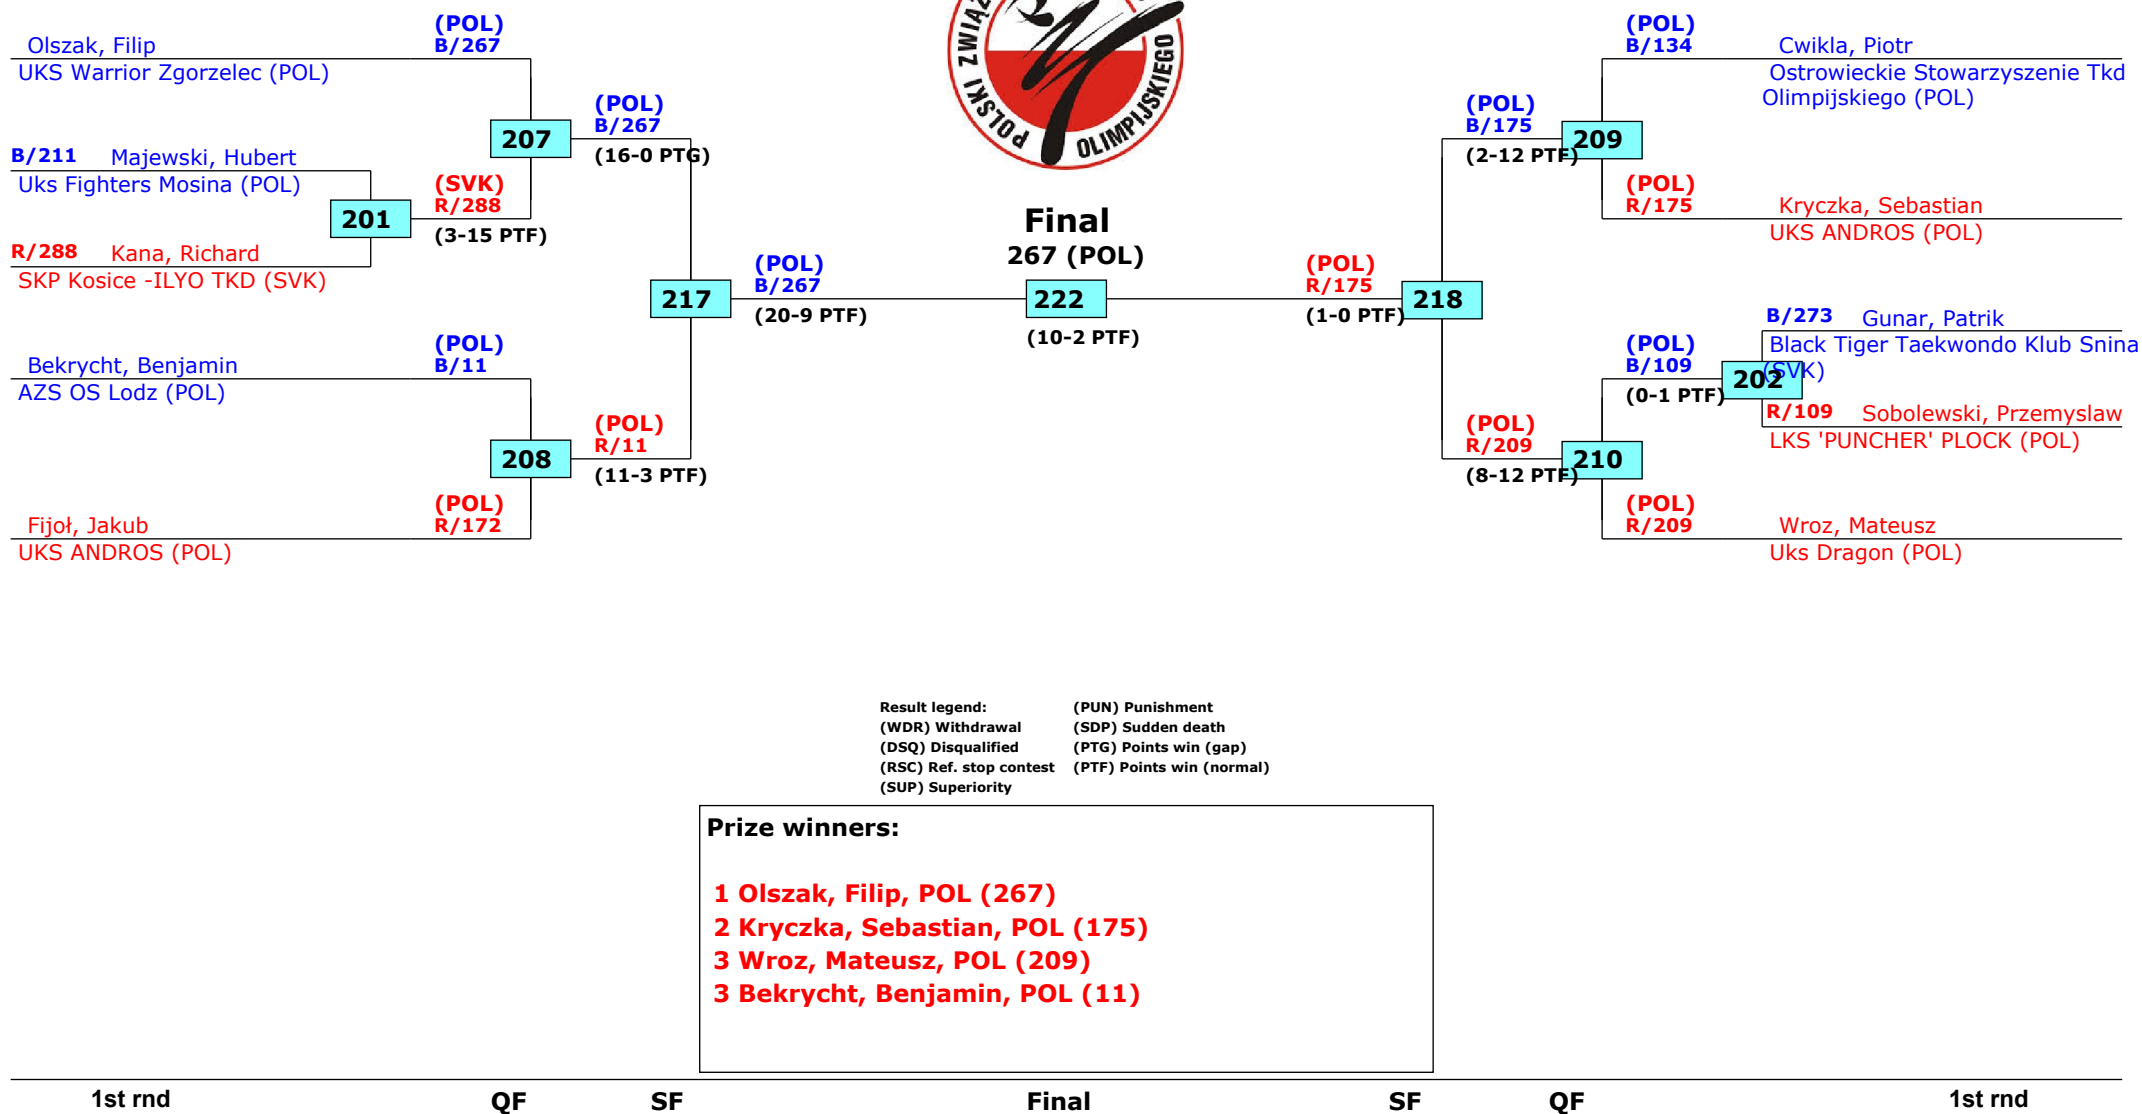 (POL)
B/267
Olszak, Filip
UKS Warrior Zgorzelec (POL)
B/211 Majewski, Hubert
Uks Fighters Mosina (POL)
201
R/288 Kana, Richard
SKP Kosice -ILYO TKD (SVK)
(SVK)
R/288
(3-15 PTF)
207
(POL)
B/267
(16-0 PTG)
(POL)
B/11
Bekrycht, Benjamin
AZS OS Lodz (POL)
208
(POL)
R/11
(11-3 PTF)
(POL)
R/172
Fijoł, Jakub
UKS ANDROS (POL)
217
(POL)
B/267
(20-9 PTF)
POLSKI
OLIMPIJSKIEGO
Final
267 (POL)
222
(10-2 PTF)
(POL)
R/175
(1-0 PTF)
218
(POL)
B/175
(2-12 PTF)
209
(POL)
B/134
Cwikla, Piotr
Ostrowieckie Stowarzyszenie Tkd
Olimpijskiego (POL)
(POL)
R/175
Kryczka, Sebastian
UKS ANDROS (POL)
B/273 Gunar, Patrik
Black Tiger Taekwondo Klub Snina
(SVK)
202
(POL)
B/109
(0-1 PTF)
R/109 Sobolewski, Przemyslaw
LKS 'PUNCHER' PLOCK (POL)
(POL)
R/209
(8-12 PTF)
210
(POL)
R/209
Wroz, Mateusz
Uks Dragon (POL)
Result legend:
(WDR) Withdrawal
(DSQ) Disqualified
(RSC) Ref. stop contest
(SUP) Superiority
(PUN) Punishment
(SDP) Sudden death
(PTG) Points win (gap)
(PTF) Points win (normal)
Prize winners:
1 Olszak, Filip, POL (267)
2 Kryczka, Sebastian, POL (175)
3 Wroz, Mateusz, POL (209)
3 Bekrycht, Benjamin, POL (11)
1st rnd QF SF Final SF QF 1st rnd